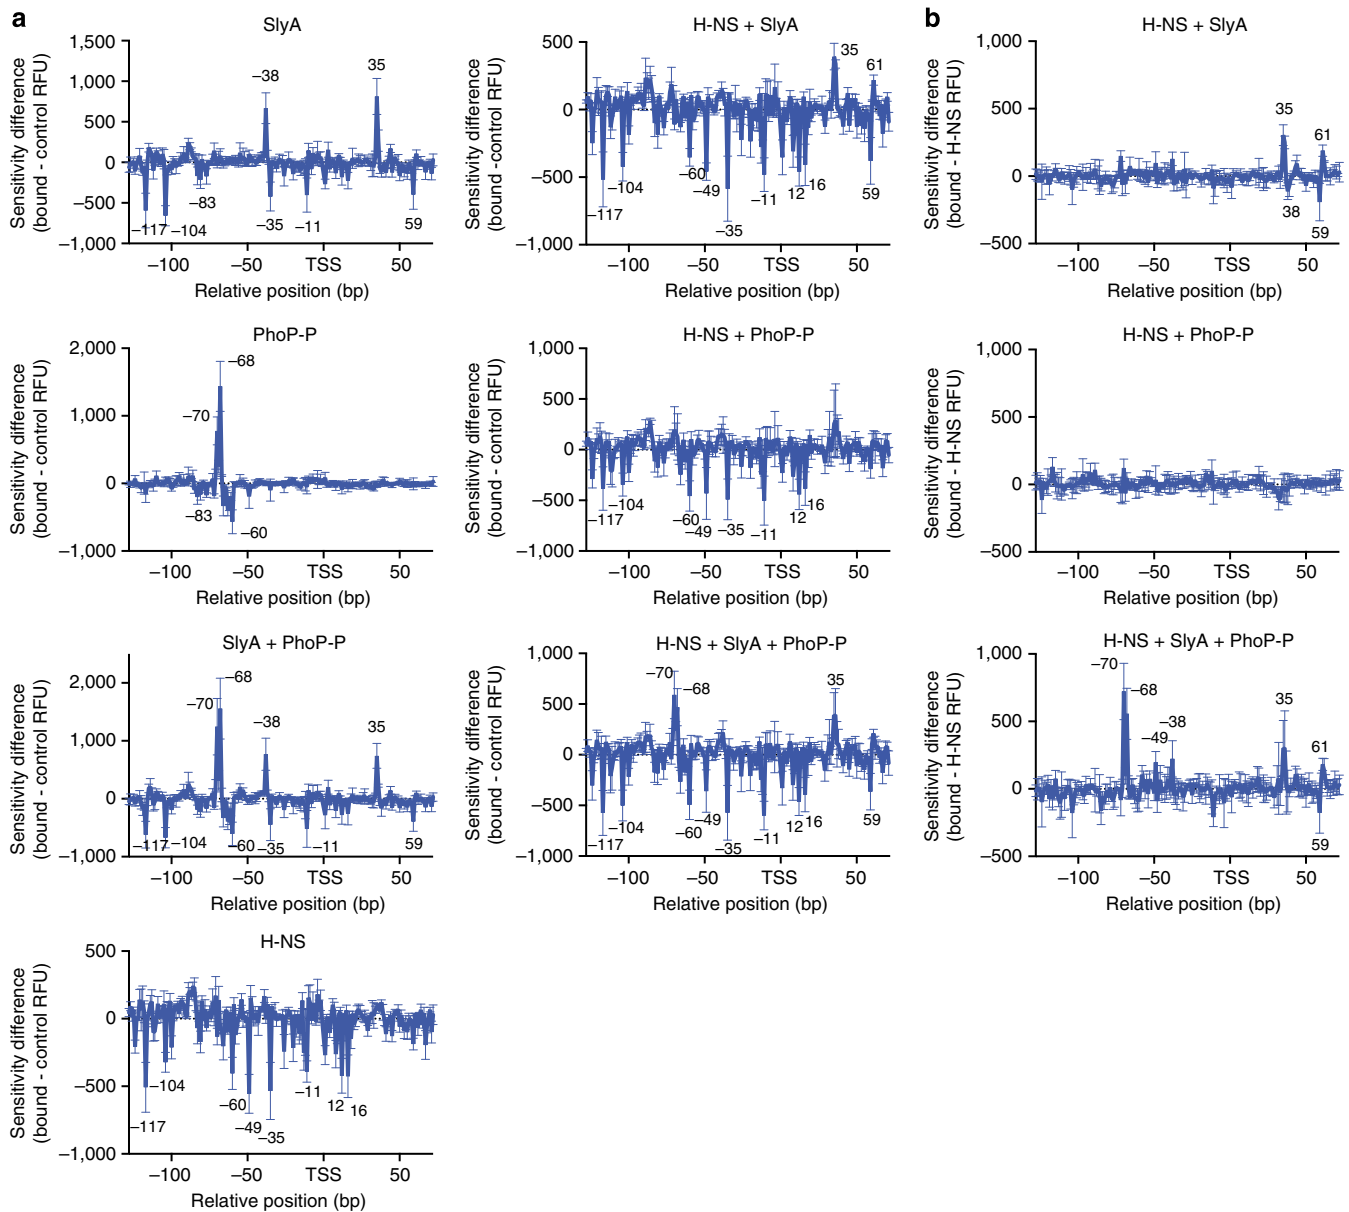 a
SlyA
Sensitivity difference
(bound - control RFU)
1,500
1,000
500
0
–500
–1,000
–38
35
–117
–104
–83
–35
–11
59
–100
–50
TSS
50
Relative position (bp)
H-NS + SlyA
Sensitivity difference
(bound -control RFU)
500
0
–500
–1,000
35
61
–117
–104
–60
–49
–35
–11
12
16
59
–100
–50
TSS
50
Relative position (bp)
b
H-NS + SlyA
Sensitivity difference
(bound - H-NS RFU)
1,000
500
0
–500
35
61
38
59
–100
–50
TSS
50
Relative position (bp)
PhoP-P
Sensitivity difference
(bound - control RFU)
2,000
1,000
0
–1,000
–68
–70
–83
–60
–100
–50
TSS
50
Relative position (bp)
H-NS + PhoP-P
Sensitivity difference
(bound - control RFU)
1,000
500
0
–500
–1,000
–117
–104
–60
–49
–35
–11
12
16
–100
–50
TSS
50
Relative position (bp)
H-NS + PhoP-P
Sensitivity difference
(bound - H-NS RFU)
1,000
500
0
–500
–100
–50
TSS
50
Relative position (bp)
SlyA + PhoP-P
Sensitivity difference
(bound - control RFU)
2,000
1,000
0
–1,000
–68
–70
–38
35
–117
–104
–60
–35
–11
59
–100
–50
TSS
50
Relative position (bp)
H-NS + SlyA + PhoP-P
Sensitivity difference
(bound - control RFU)
1,000
500
0
–500
–1,000
–70
–68
35
–117
–104
–60
–49
–35
–11
12
16
59
–100
–50
TSS
50
Relative position (bp)
H-NS + SlyA + PhoP-P
Sensitivity difference
(bound - H-NS RFU)
1,000
500
0
–500
–70
–68
–38
–49
35
61
59
–100
–50
TSS
50
Relative position (bp)
H-NS
Sensitivity difference
(bound - control RFU)
500
0
–500
–1,000
–117
–104
–60
–49
–35
–11
12
16
–100
–50
TSS
50
Relative position (bp)